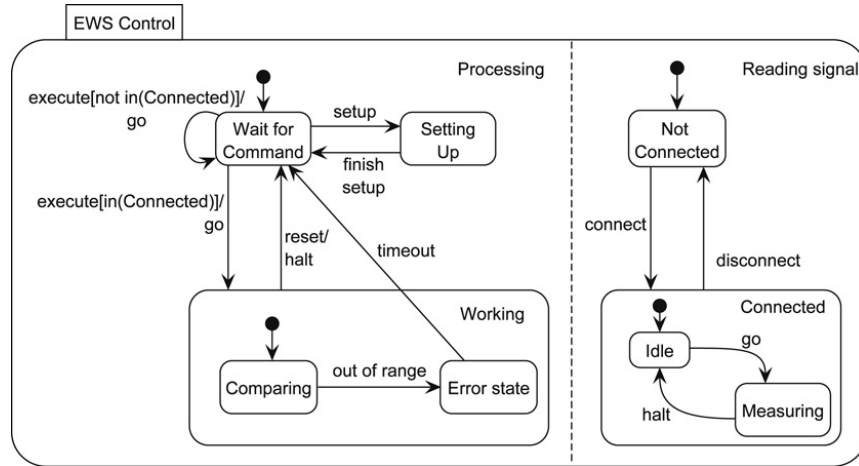 EWS Control
Processing
Reading signal
execute[not in(Connected)]/
go
Wait for
Command
setup
Setting
Up
finish
setup
Not
Connected
execute[in(Connected)]/
go
reset/
halt
timeout
connect
disconnect
Working
Connected
Comparing
out of range
Error state
Idle
go
halt
Measuring